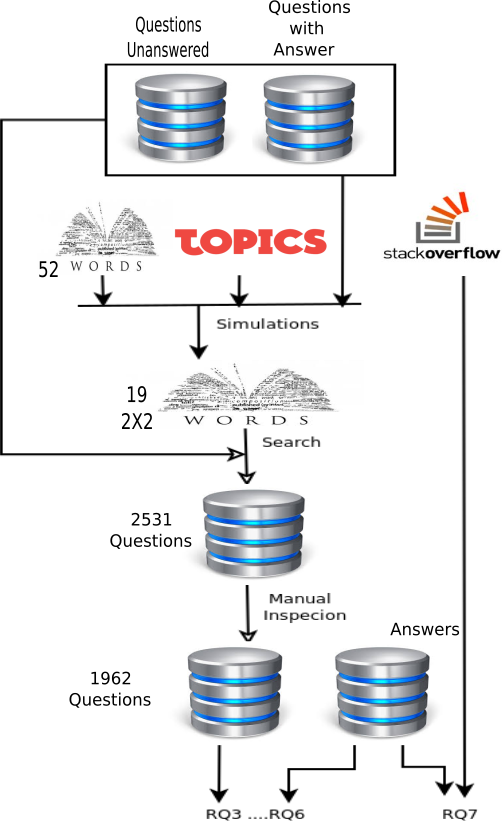 Questions
Unanswered
Questions
with
Answer
52 WORDS
TOPICS
stackoverflow
Simulations
19
2X2
WORDS
Search
2531
Questions
Manual
Inspecion
Answers
1962
Questions
RQ3 ....RQ6
RQ7